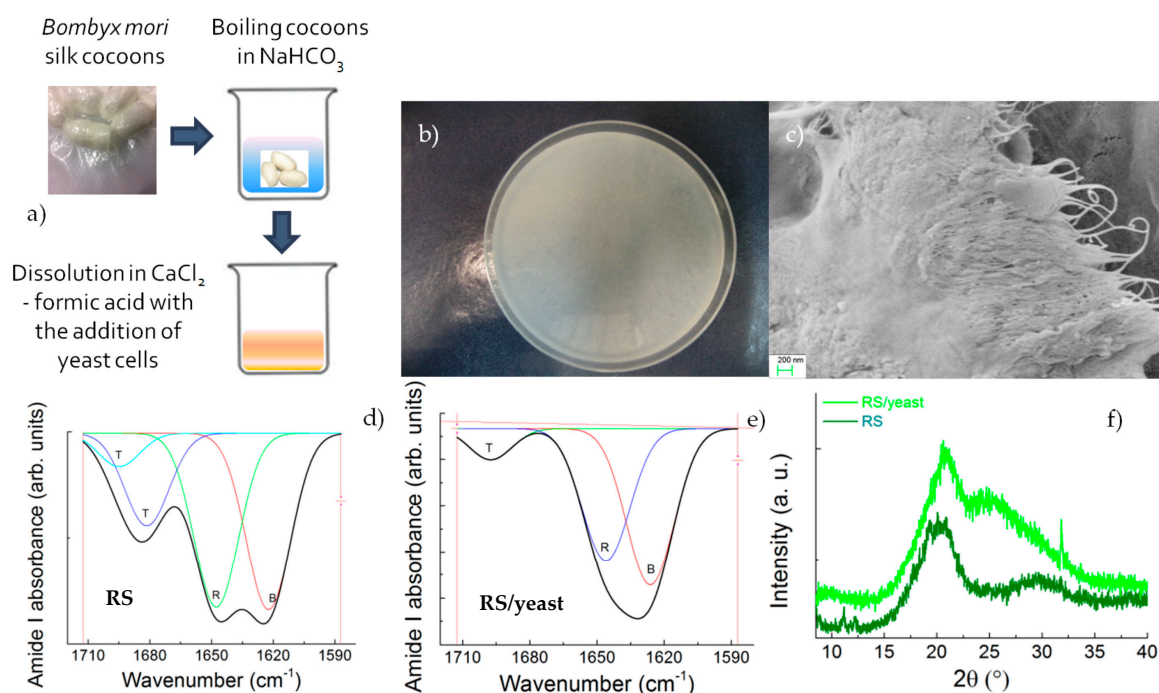 Bombyx mori
silk cocoons
Boiling cocoons
in NaHCO₃
a)
Dissolution in CaCl₂
- formic acid with
the addition of
yeast cells
b)
c)
200 nm
d)
Amide I absorbance (arb. units)
T
T
R
B
RS
1710 1680 1650 1620 1590
Wavenumber (cm⁻¹)
e)
Amide I absorbance (arb. units)
T
R
B
RS/yeast
1710 1680 1650 1620 1590
Wavenumber (cm⁻¹)
f)
RS/yeast
RS
Intensity (a. u.)
10 15 20 25 30 35 40
2θ (°)